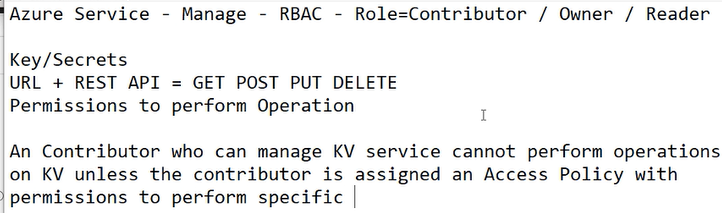 Azure Service - Manage - RBAC - Role=Contributor / Owner / Reader
Key/Secrets
URL + REST API = GET POST PUT DELETE
Permissions to perform Operation
An Contributor who can manage KV service cannot perform operations
on KV unless the contributor is assigned an Access Policy with
permissions to perform specific